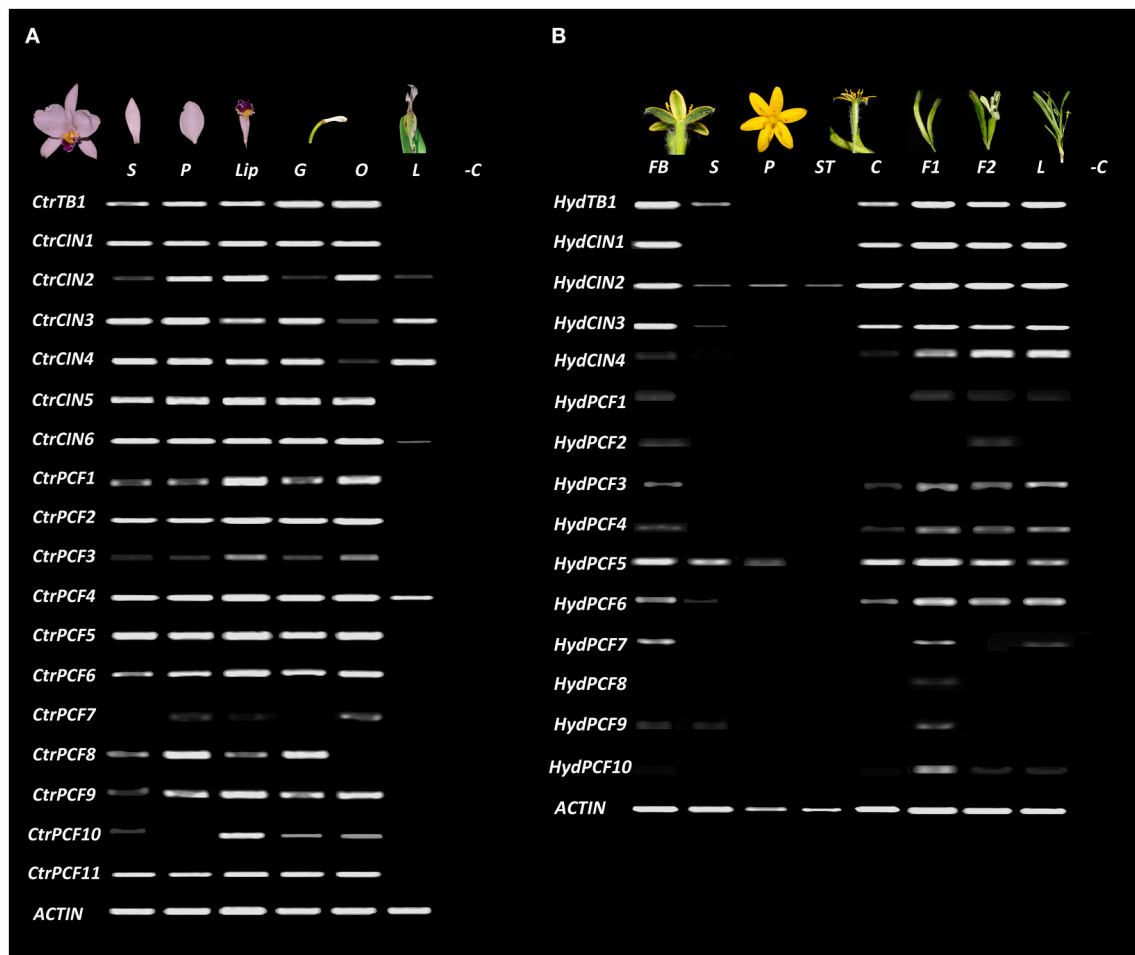 A
S P Lip G O L -C
CtrTB1
CtrCIN1
CtrCIN2
CtrCIN3
CtrCIN4
CtrCIN5
CtrCIN6
CtrPCF1
CtrPCF2
CtrPCF3
CtrPCF4
CtrPCF5
CtrPCF6
CtrPCF7
CtrPCF8
CtrPCF9
CtrPCF10
CtrPCF11
ACTIN
B
FB S P ST C F1 F2 L -C
HydTB1
HydCIN1
HydCIN2
HydCIN3
HydCIN4
HydPCF1
HydPCF2
HydPCF3
HydPCF4
HydPCF5
HydPCF6
HydPCF7
HydPCF8
HydPCF9
HydPCF10
ACTIN